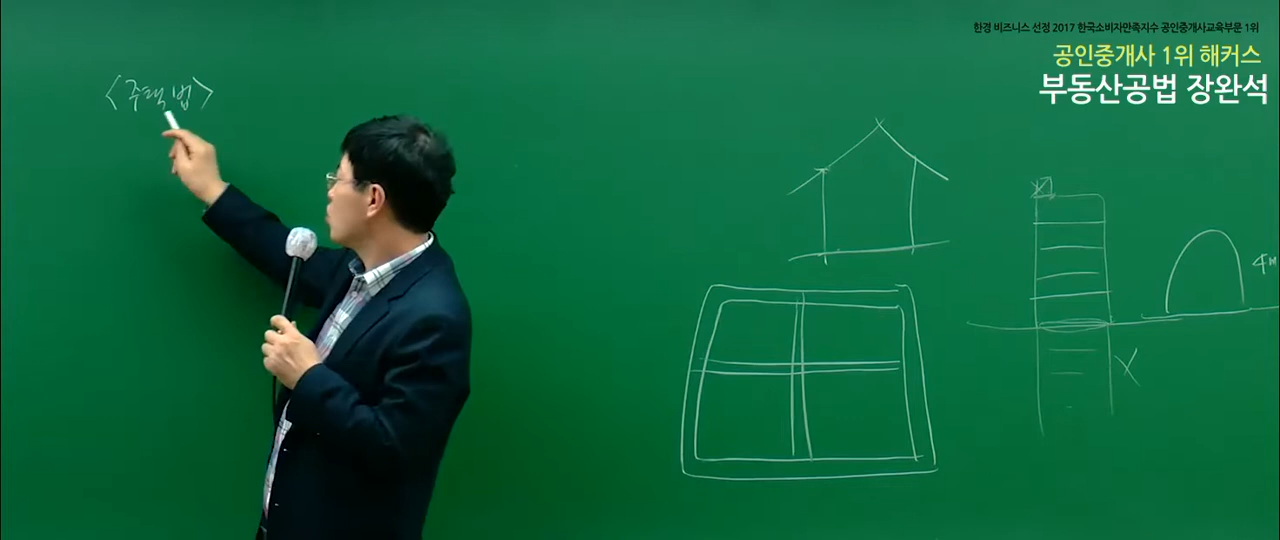 한경 비즈니스 선정 2017 한국소비자만족지수 공인중개사교육부문 1위
공인중개사 1위 해커스
부동산공법 장완석
<주택법>
4m